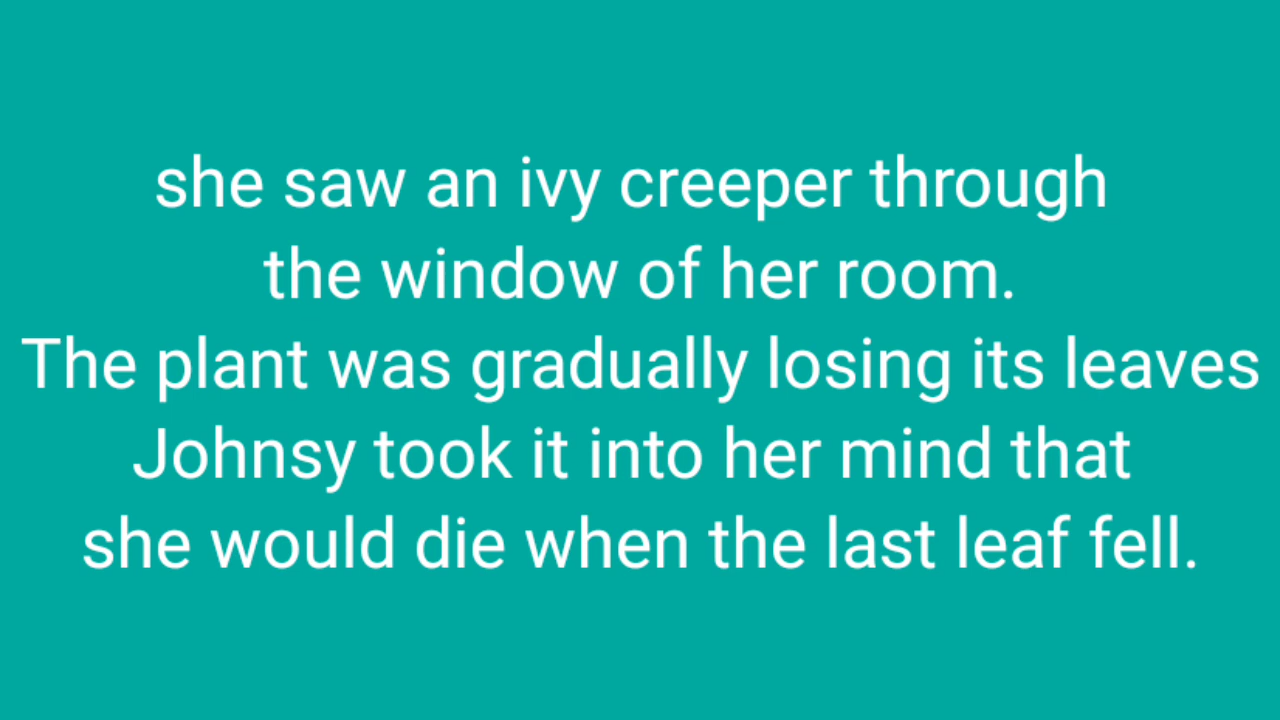 she saw an ivy creeper through
the window of her room.
The plant was gradually losing its leaves
Johnsy took it into her mind that
she would die when the last leaf fell.